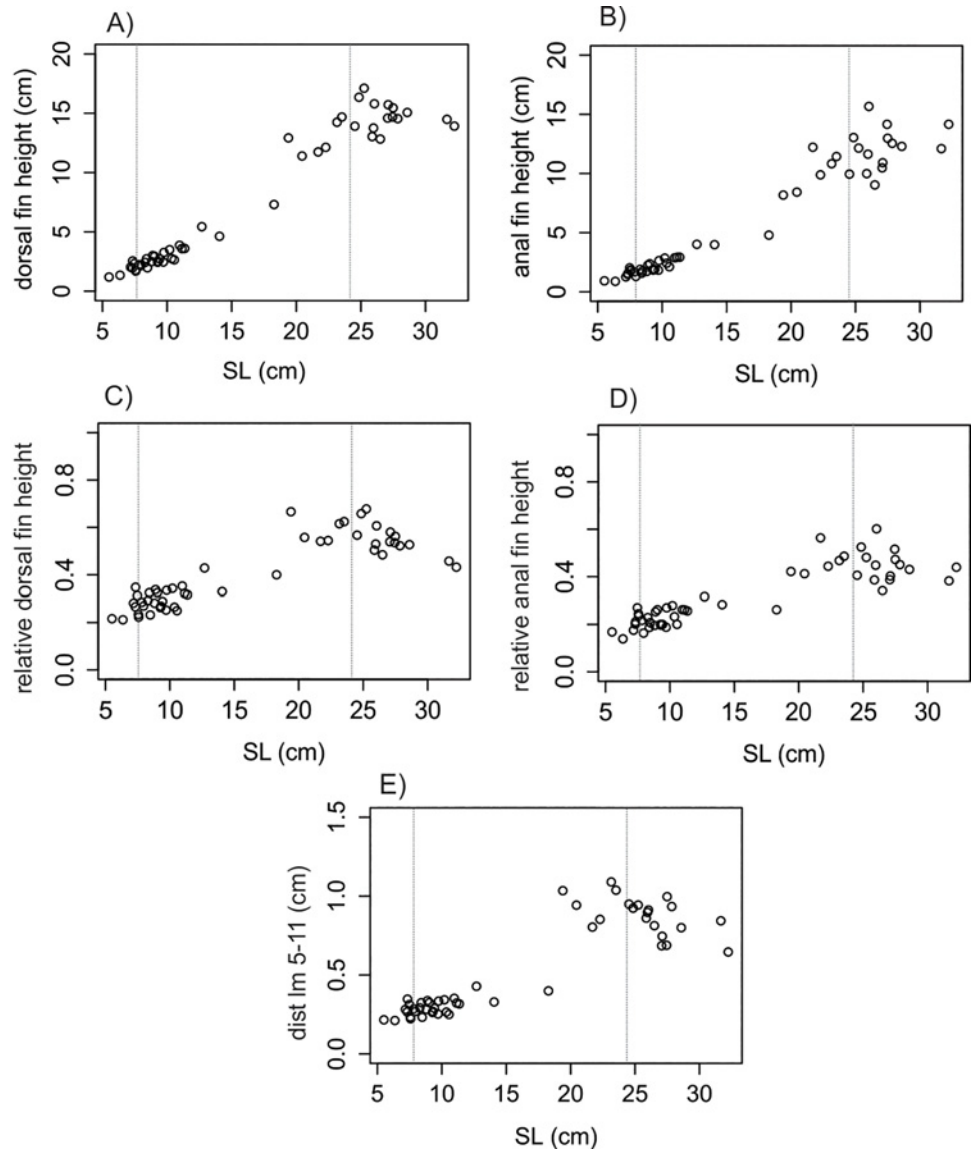 A)
dorsal fin height (cm)
0 5 10 15 20
5 10 15 20 25 30
SL (cm)
B)
anal fin height (cm)
0 5 10 15 20
5 10 15 20 25 30
SL (cm)
C)
relative dorsal fin height
0.0 0.4 0.8
5 10 15 20 25 30
SL (cm)
D)
relative anal fin height
0.0 0.4 0.8
5 10 15 20 25 30
SL (cm)
E)
dist lm 5-11 (cm)
0.0 0.5 1.0 1.5
5 10 15 20 25 30
SL (cm)